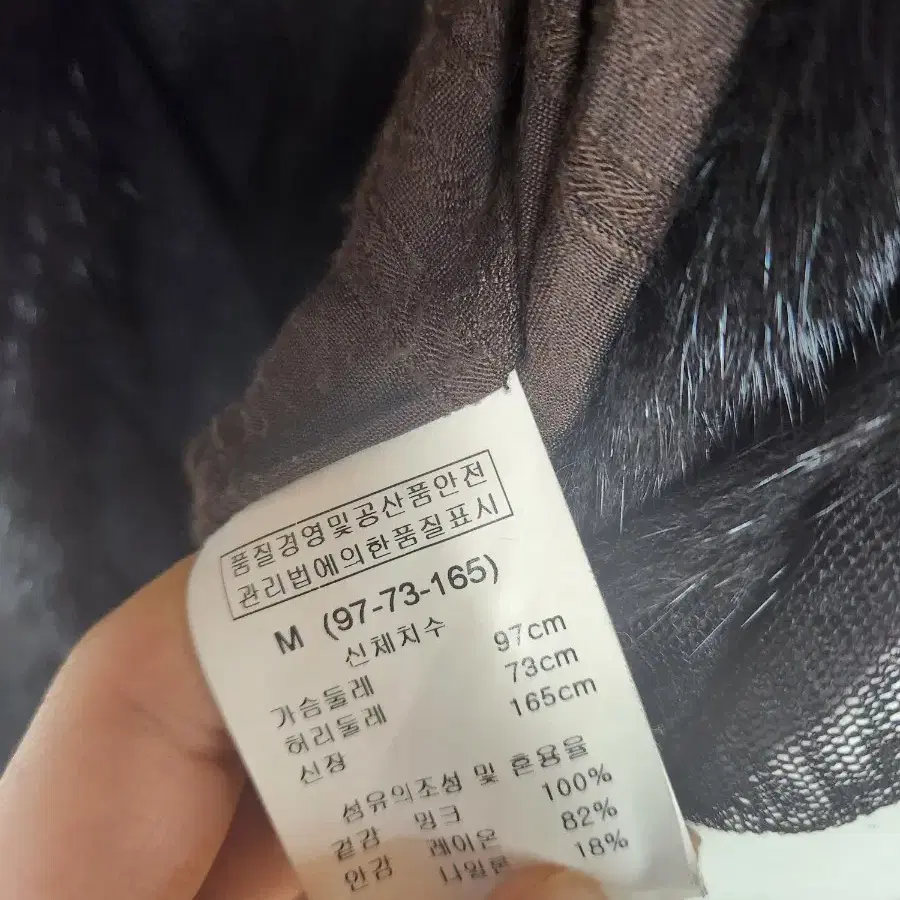 품질경영및공산품안전
관리법에의한품질표시
M (97-73-165)
신체치수
가슴둘레 97cm
허리둘레 73cm
신장 165cm
섬유의조성 및 혼용율
겉감 밍크 100%
안감 레이온 82%
나일론 18%